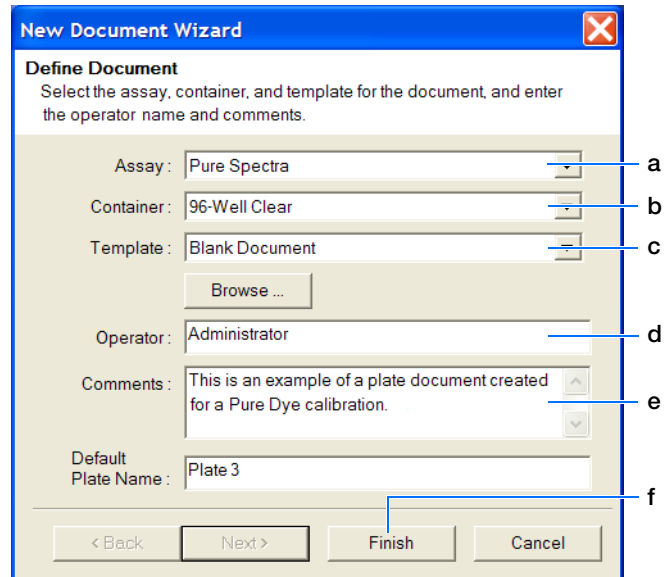 New Document Wizard
Define Document
Select the assay, container, and template for the document, and enter
the operator name and comments.
Assay : Pure Spectra a
Container : 96-Well Clear b
Template : Blank Document c
Browse ...
Operator : Administrator d
Comments : This is an example of a plate document created
for a Pure Dye calibration. e
Default
Plate Name : Plate 3
f
< Back Next > Finish Cancel